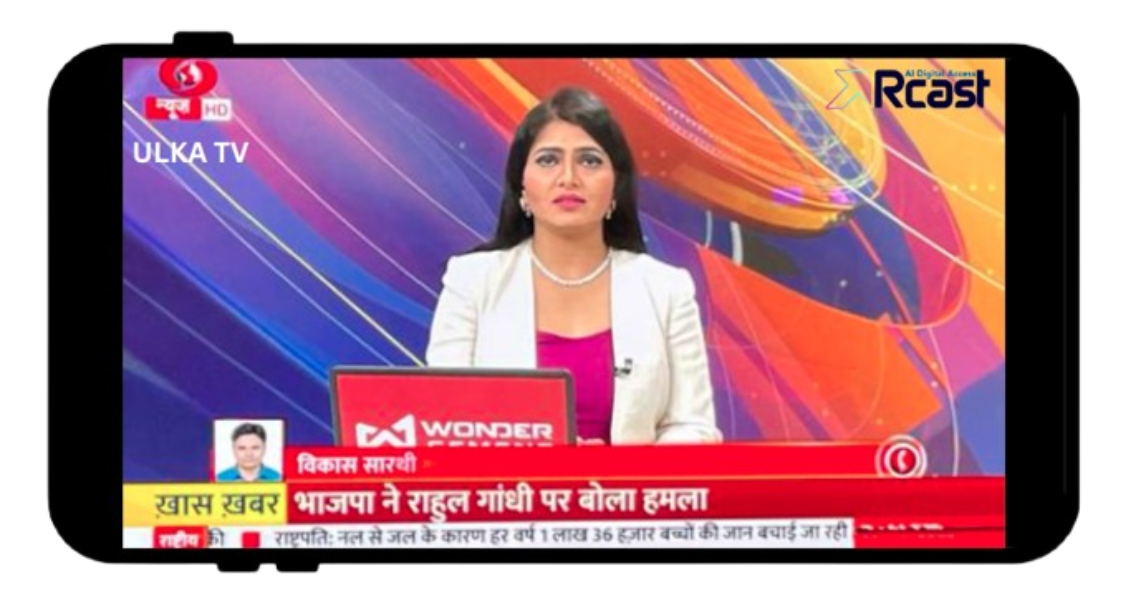 न्यूज़ HD
ULKA TV
AI Digital Access
Rcast
WONDER
CEMENT
विकास सारथी
ख़ास ख़बर भाजपा ने राहुल गांधी पर बोला हमला
राष्ट्रीय की राष्ट्रपति: नल से जल के कारण हर वर्ष 1 लाख 36 हज़ार बच्चों की जान बचाई जा रही